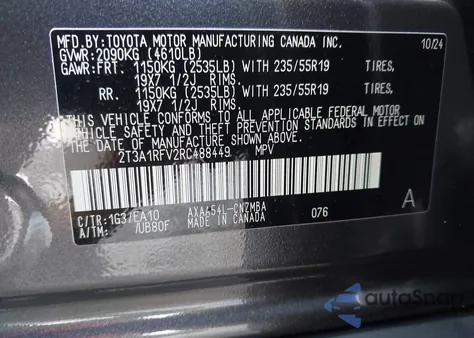 MFD.BY:TOYOTA MOTOR MANUFACTURING CANADA INC. 10/24
GVWR:2090KG (4610LB)
GAWR:FRT. 1150KG (2535LB) WITH 235/55R19 TIRES,
19X7 1/2J RIMS.
RR. 1150KG (2535LB) WITH 235/55R19 TIRES,
19X7 1/2J RIMS.
THIS VEHICLE CONFORMS TO ALL APPLICABLE FEDERAL MOTOR
VEHICLE SAFETY AND THEFT PREVENTION STANDARDS IN EFFECT ON
THE DATE OF MANUFACTURE SHOWN ABOVE.
2T3A1RFV2RC488449 MPV
C/TR:1G3/EA10 AXA54L-CNZMBA A
A/TM: /UB80F MADE IN CANADA 076
autoSnap